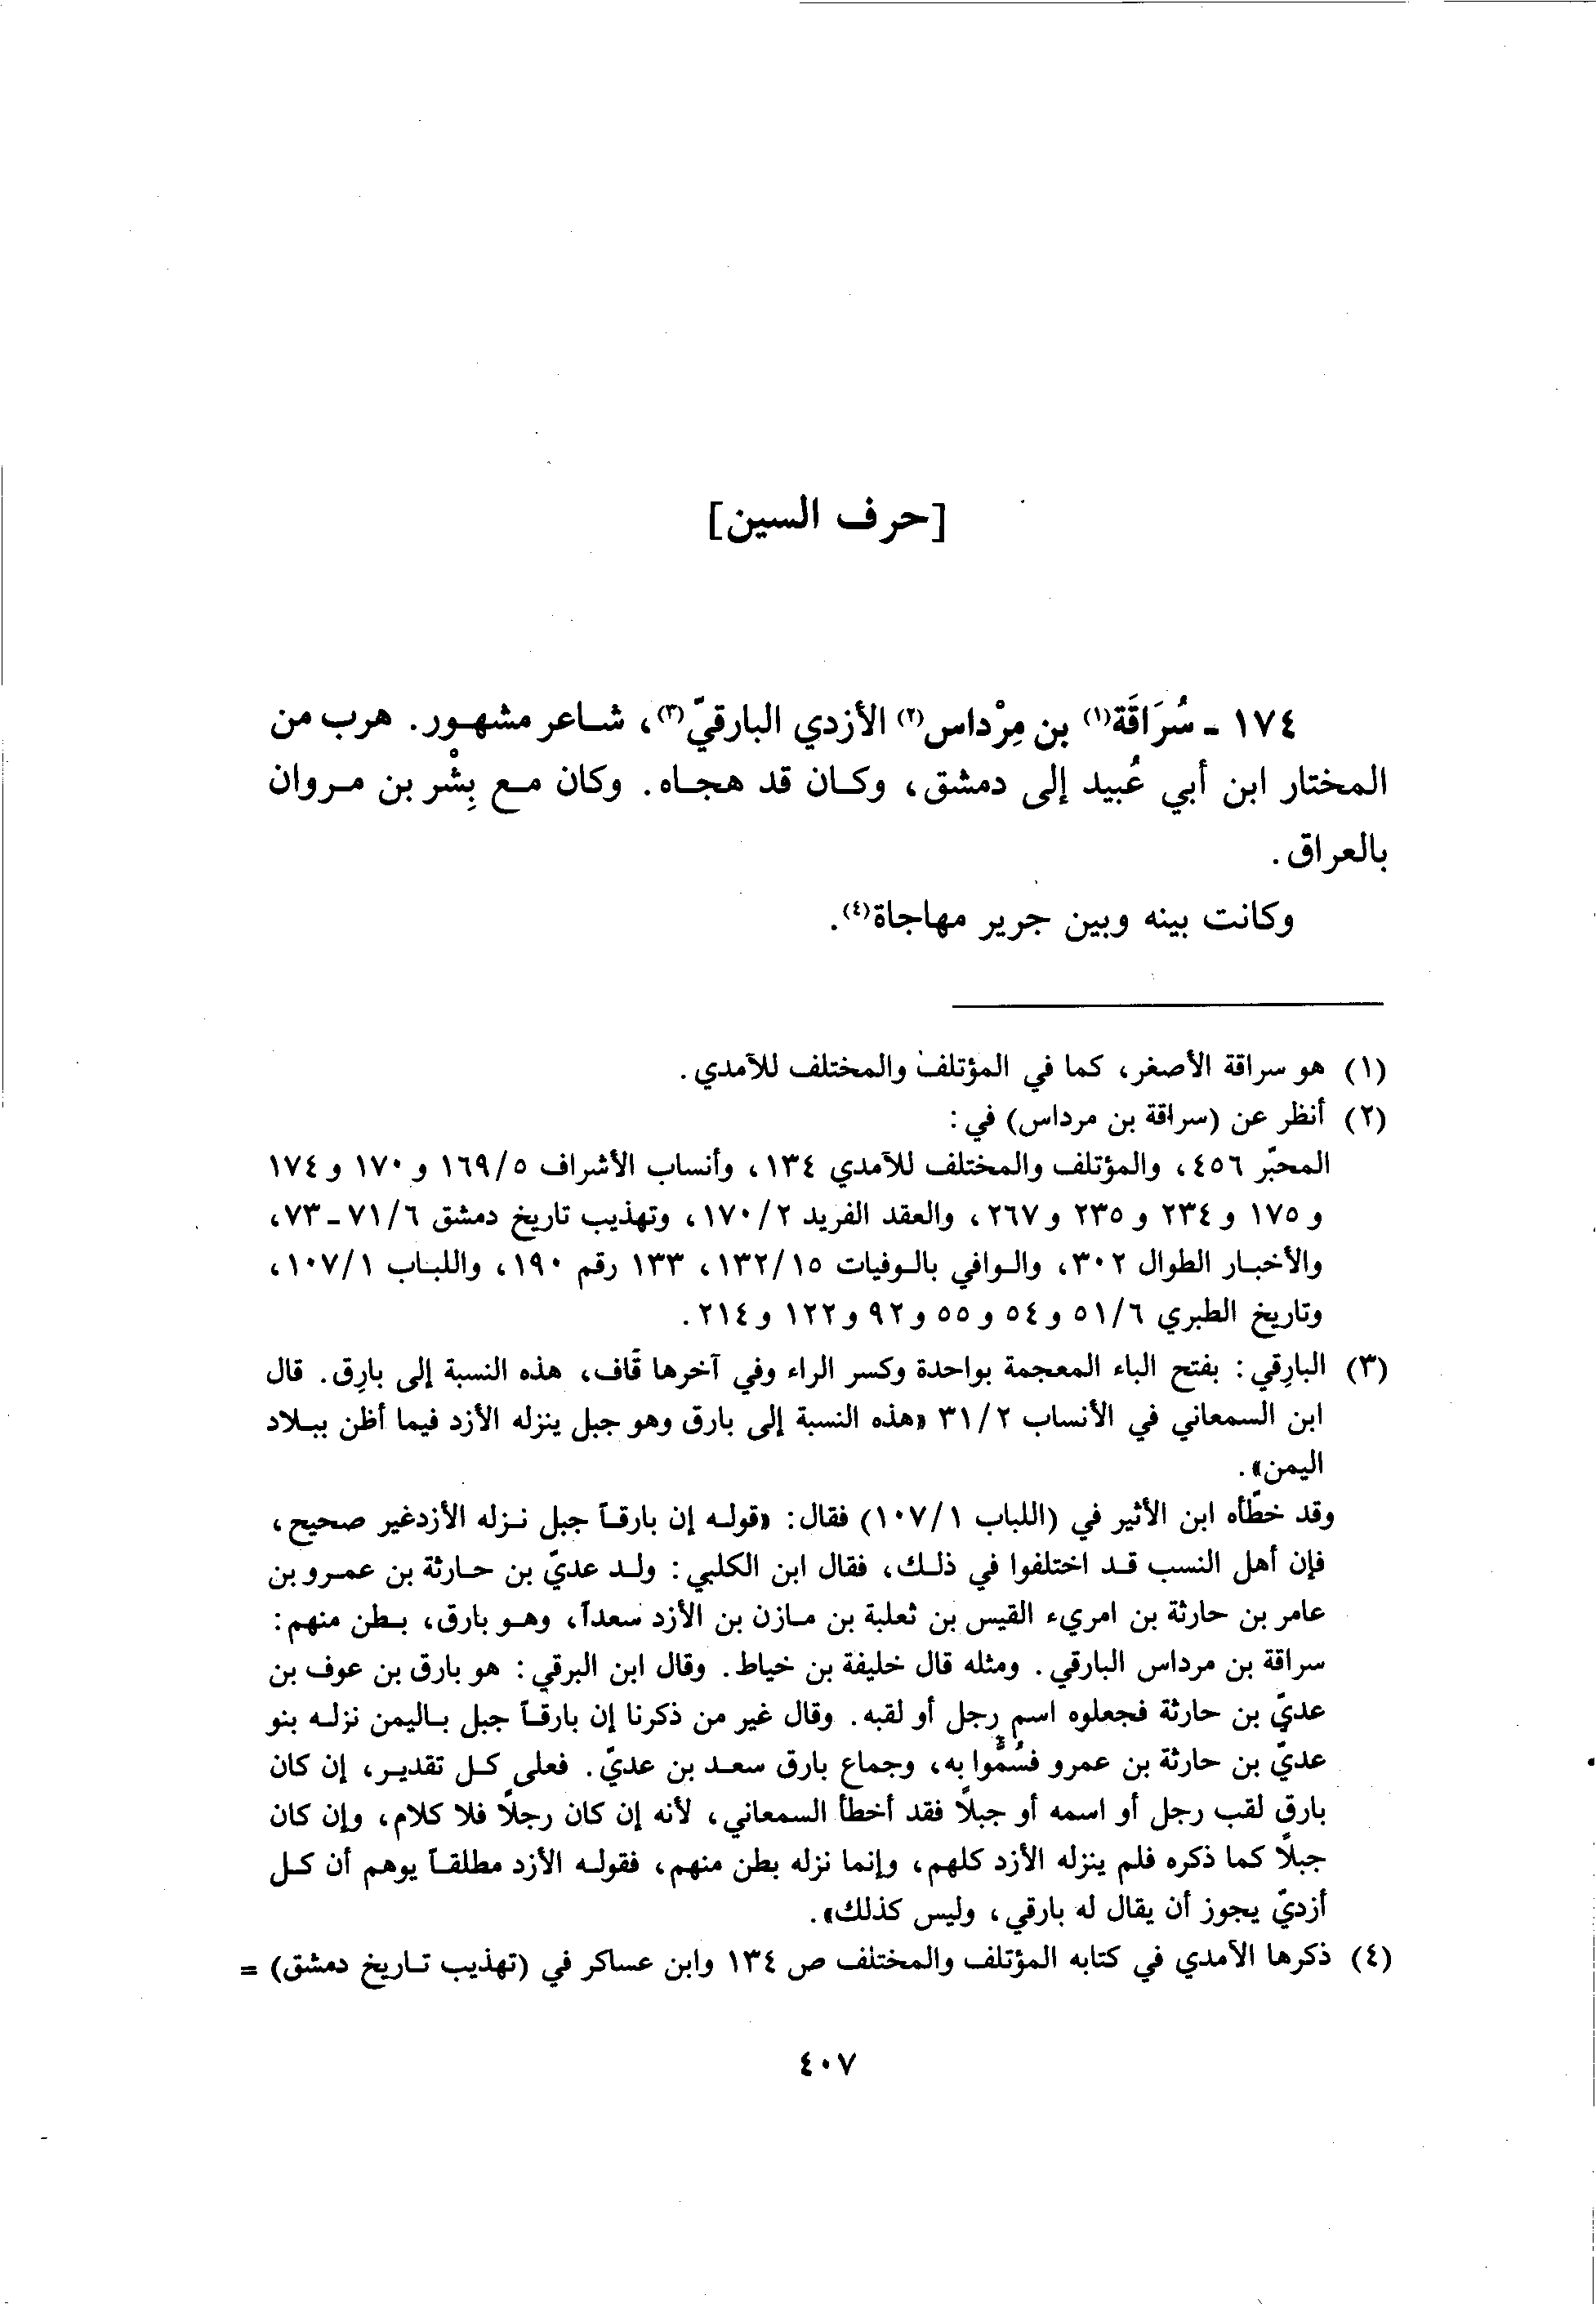 [حرف السين]
١٧٤ ـ سُرَاقَة(١) بن مِرْداس(٢) الأزدي البارقيّ(٣)، شاعر مشهور. هرب من
المختار ابن أبي عُبيد إلى دمشق، وكان قد هجاه. وكان مع بِشْر بن مروان
بالعراق.
وكانت بينه وبين جرير مهاجاة(٤).
(١) هو سراقة الأصغر، كما في المؤتلف والمختلف للآمدي.
(٢) أنظر عن (سراقة بن مرداس) في:
المحبّر ٤٥٦، والمؤتلف والمختلف للآمدي ١٣٤، وأنساب الأشراف ١٦٩/٥ و ١٧٠ و ١٧٤
و ١٧٥ و ٢٣٤ و ٢٣٥ و ٢٦٧، والعقد الفريد ١٧٠/٢، وتهذيب تاريخ دمشق ٧١/٦ ـ ٧٣،
والأخبار الطوال ٣٠٢، والوافي بالوفيات ١٣٢/١٥، ١٣٣ رقم ١٩٠، واللباب ١٠٧/١،
وتاريخ الطبري ٥١/٦ و ٥٤ و ٥٥ و ٩٢ و ١٢٢ و ٢١٤.
(٣) البارِقي: بفتح الباء المعجمة بواحدة وكسر الراء وفي آخرها قاف، هذه النسبة إلى بارِق. قال
ابن السمعاني في الأنساب ٣١/٢ «هذه النسبة إلى بارق وهو جبل ينزله الأزد فيما أظن ببلاد
اليمن».
وقد خطّأه ابن الأثير في (اللباب ١٠٧/١) فقال: «قوله إن بارقاً جبل نزله الأزد غير صحيح،
فإن أهل النسب قد اختلفوا في ذلك، فقال ابن الكلبي: ولد عديّ بن حارثة بن عمرو بن
عامر بن حارثة بن امريء القيس بن ثعلبة بن مازن بن الأزد سعداً، وهو بارق، بطن منهم:
سراقة بن مرداس البارقي. ومثله قال خليفة بن خياط. وقال ابن البرقي: هو بارق بن عوف بن
عديّ بن حارثة فجعلوه اسم رجل أو لقبه. وقال غير من ذكرنا إن بارقاً جبل باليمن نزله بنو
عديّ بن حارثة بن عمرو فسُمُّوا به، وجماع بارق سعد بن عديّ. فعلى كل تقدير، إن كان
بارق لقب رجل أو اسمه أو جبلاً فقد أخطأ السمعاني، لأنه إن كان رجلاً فلا كلام، وإن كان
جبلاً كما ذكره فلم ينزله الأزد كلهم، وإنما نزله بطن منهم، فقوله الأزد مطلقاً يوهم أن كل
أزديّ يجوز أن يقال له بارقي، وليس كذلك».
(٤) ذكرها الآمدي في كتابه المؤتلف والمختلف ص ١٣٤ وابن عساكر في (تهذيب تاريخ دمشق) =
٤٠٧